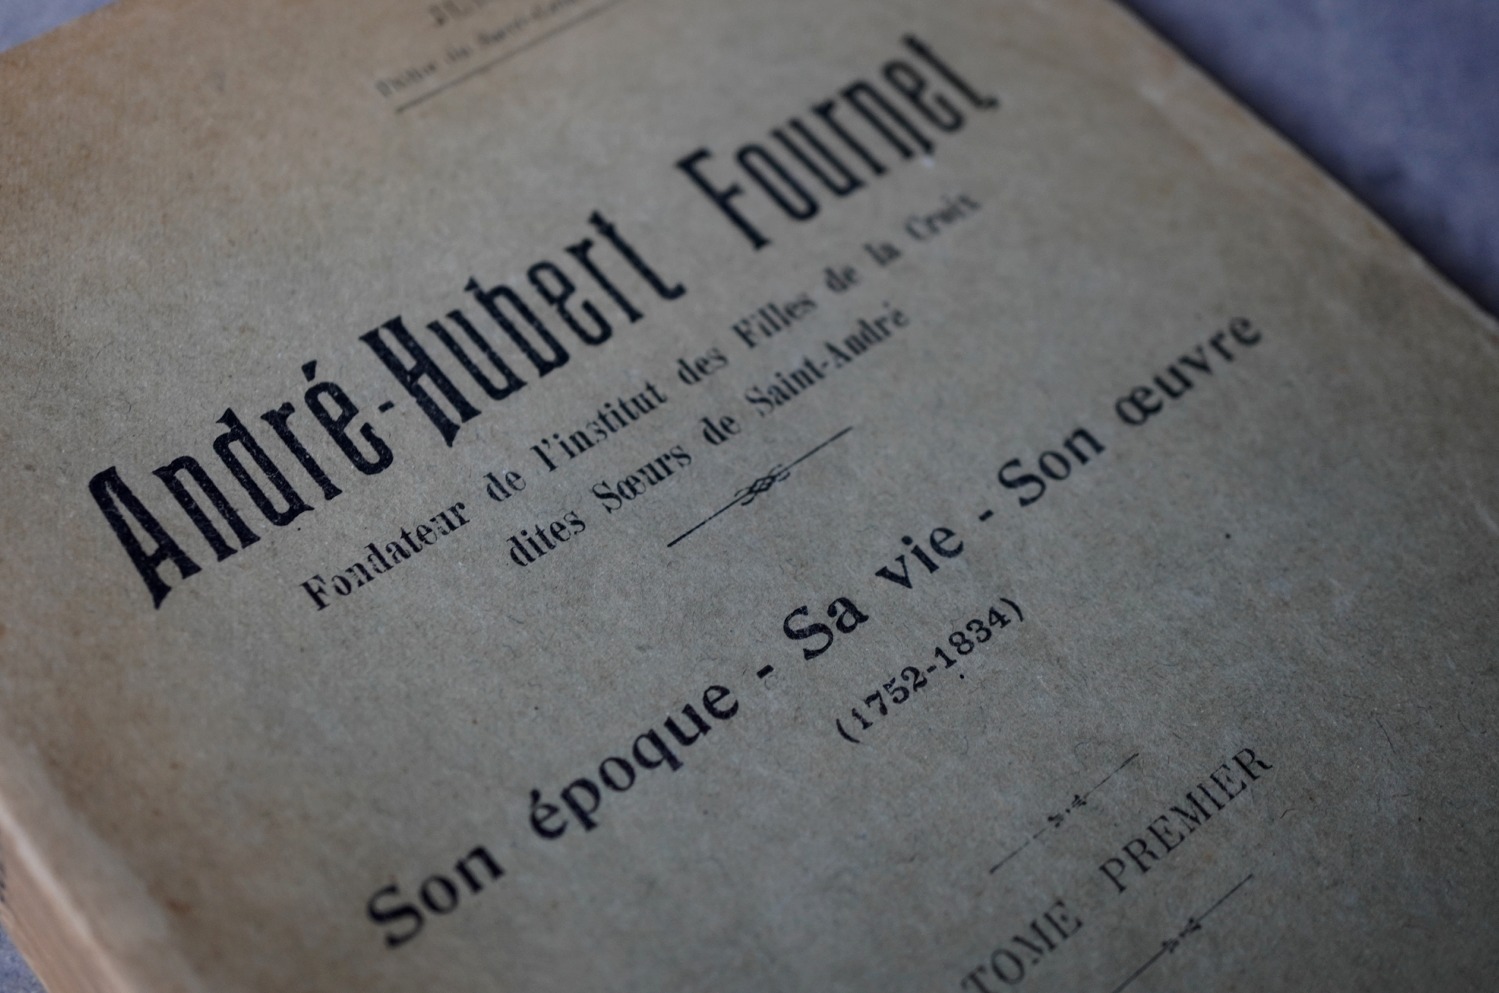 André-Hubert Fournet
Fondateur de l'institut des Filles de la Croix
dites Sœurs de Saint-André
Son époque - Sa vie - Son œuvre
(1752-1834)
TOME PREMIER